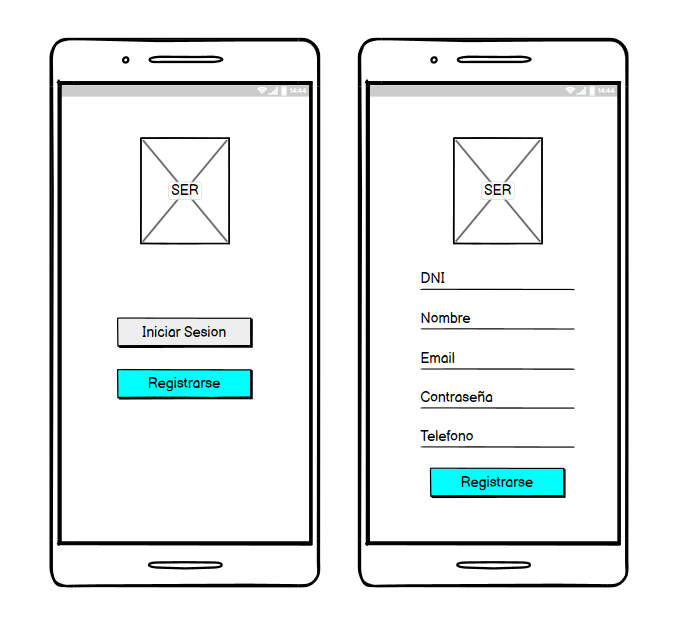 14:44
SER
Iniciar Sesion
Registrarse
14:44
SER
DNI
Nombre
Email
Contraseña
Telefono
Registrarse